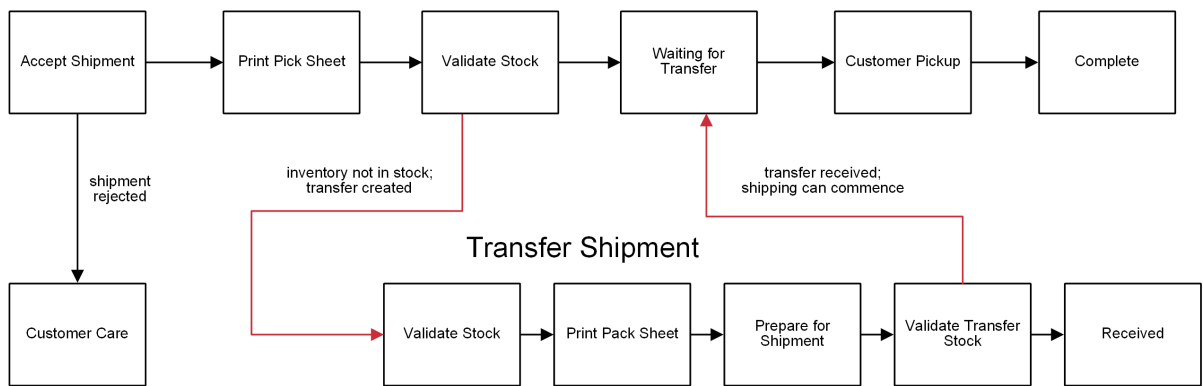 Accept Shipment
Print Pick Sheet
Validate Stock
Waiting for
Transfer
Customer Pickup
Complete
shipment
rejected
inventory not in stock;
transfer created
transfer received;
shipping can commence
Transfer Shipment
Customer Care
Validate Stock
Print Pack Sheet
Prepare for
Shipment
Validate Transfer
Stock
Received